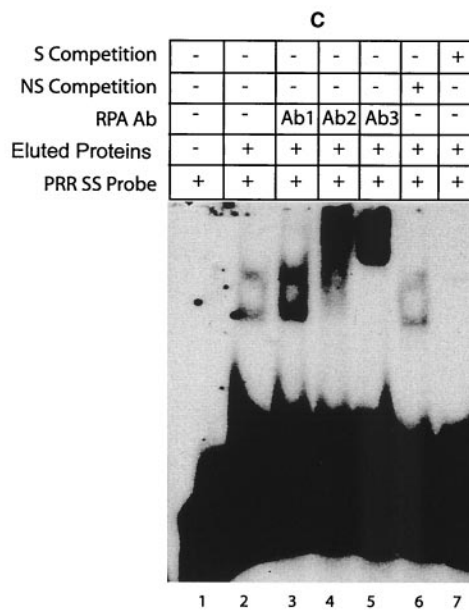 C
S Competition - - - - - - +
NS Competition - - - - - + -
RPA Ab - - Ab1 Ab2 Ab3 - -
Eluted Proteins - + + + + + +
PRR SS Probe + + + + + + +
1 2 3 4 5 6 7